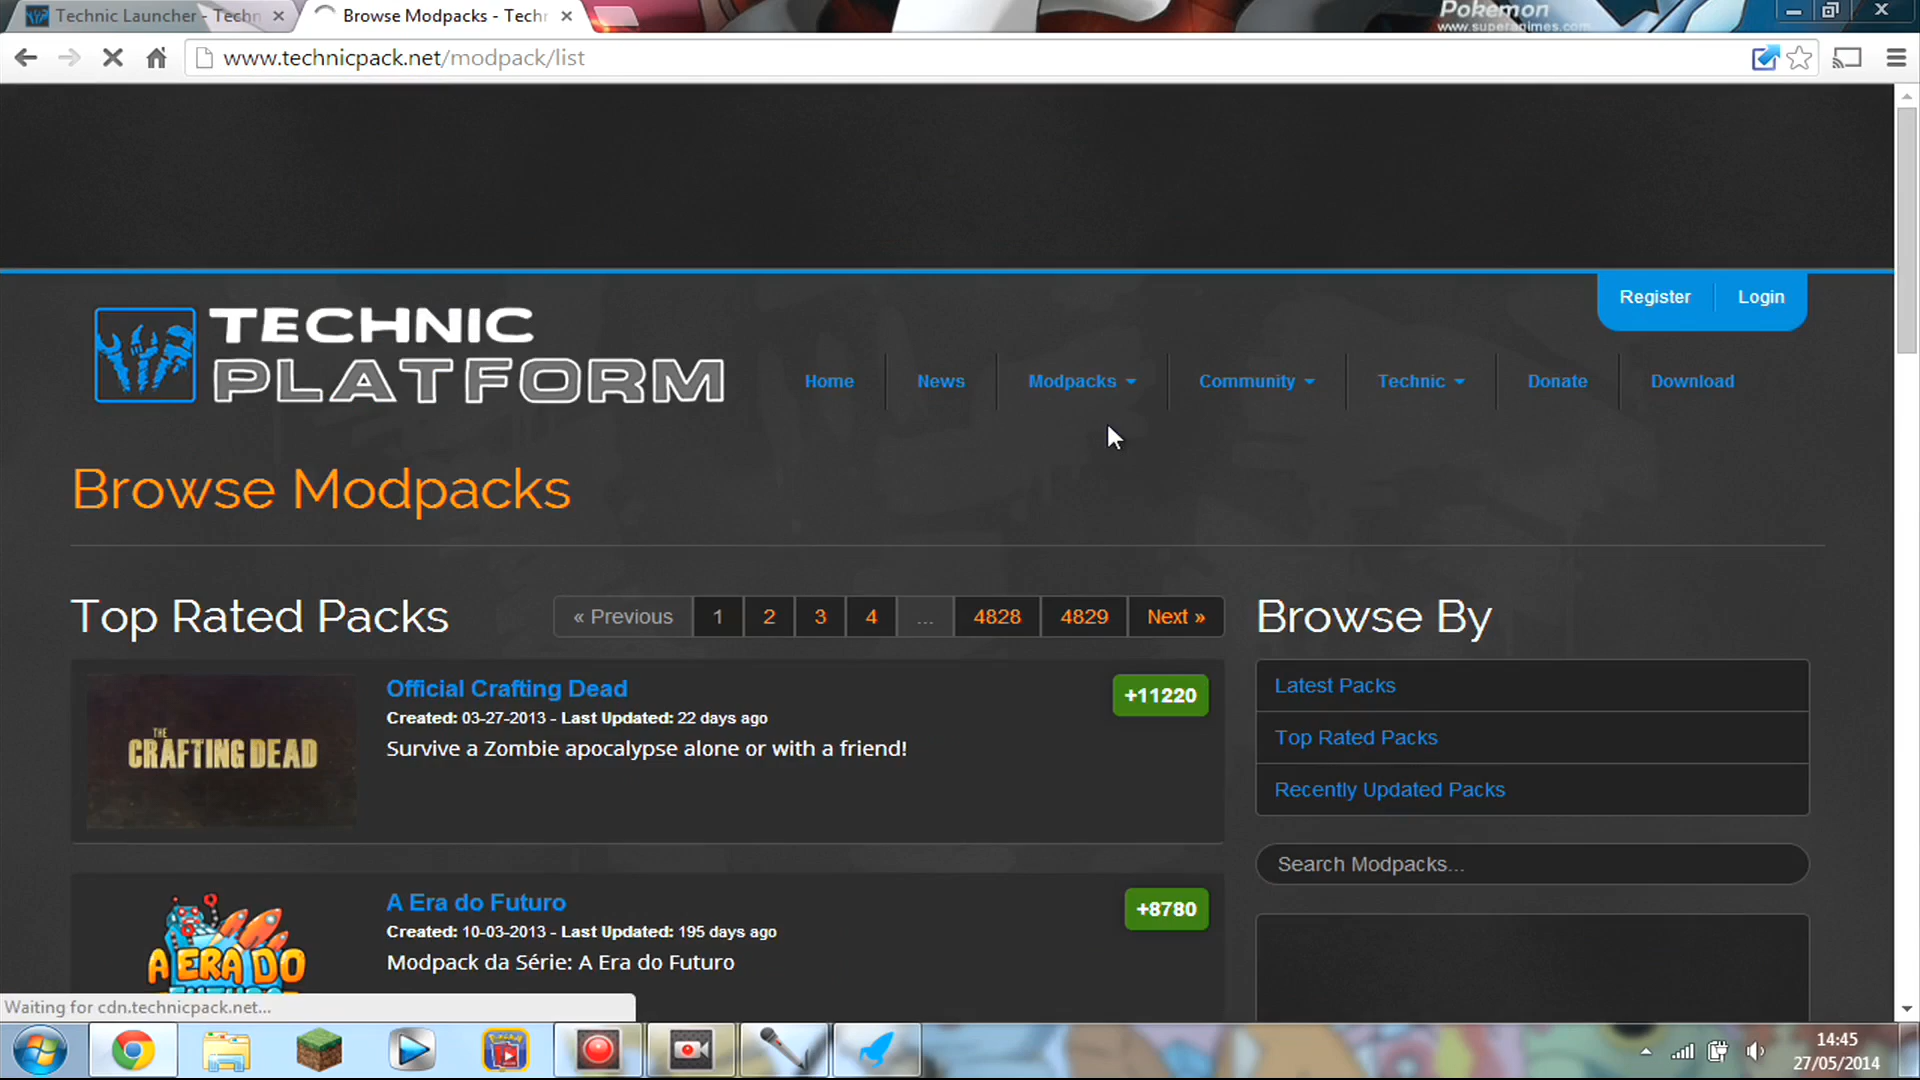 Technic Launcher - Techn
Browse Modpacks - Techn
Pokemon
www.superanimes.com
www.technicpack.net/modpack/list
Register
Login
TECHNIC
PLATFORM
Home
News
Modpacks
Community
Technic
Donate
Download
Browse Modpacks
Top Rated Packs
« Previous
1
2
3
4
...
4828
4829
Next »
Browse By
THE
CRAFTING DEAD
Official Crafting Dead
+11220
Created: 03-27-2013 - Last Updated: 22 days ago
Survive a Zombie apocalypse alone or with a friend!
Latest Packs
Top Rated Packs
Recently Updated Packs
Search Modpacks...
A ERA DO
A Era do Futuro
+8780
Created: 10-03-2013 - Last Updated: 195 days ago
Modpack da Série: A Era do Futuro
Waiting for cdn.technicpack.net...
14:45
27/05/2014